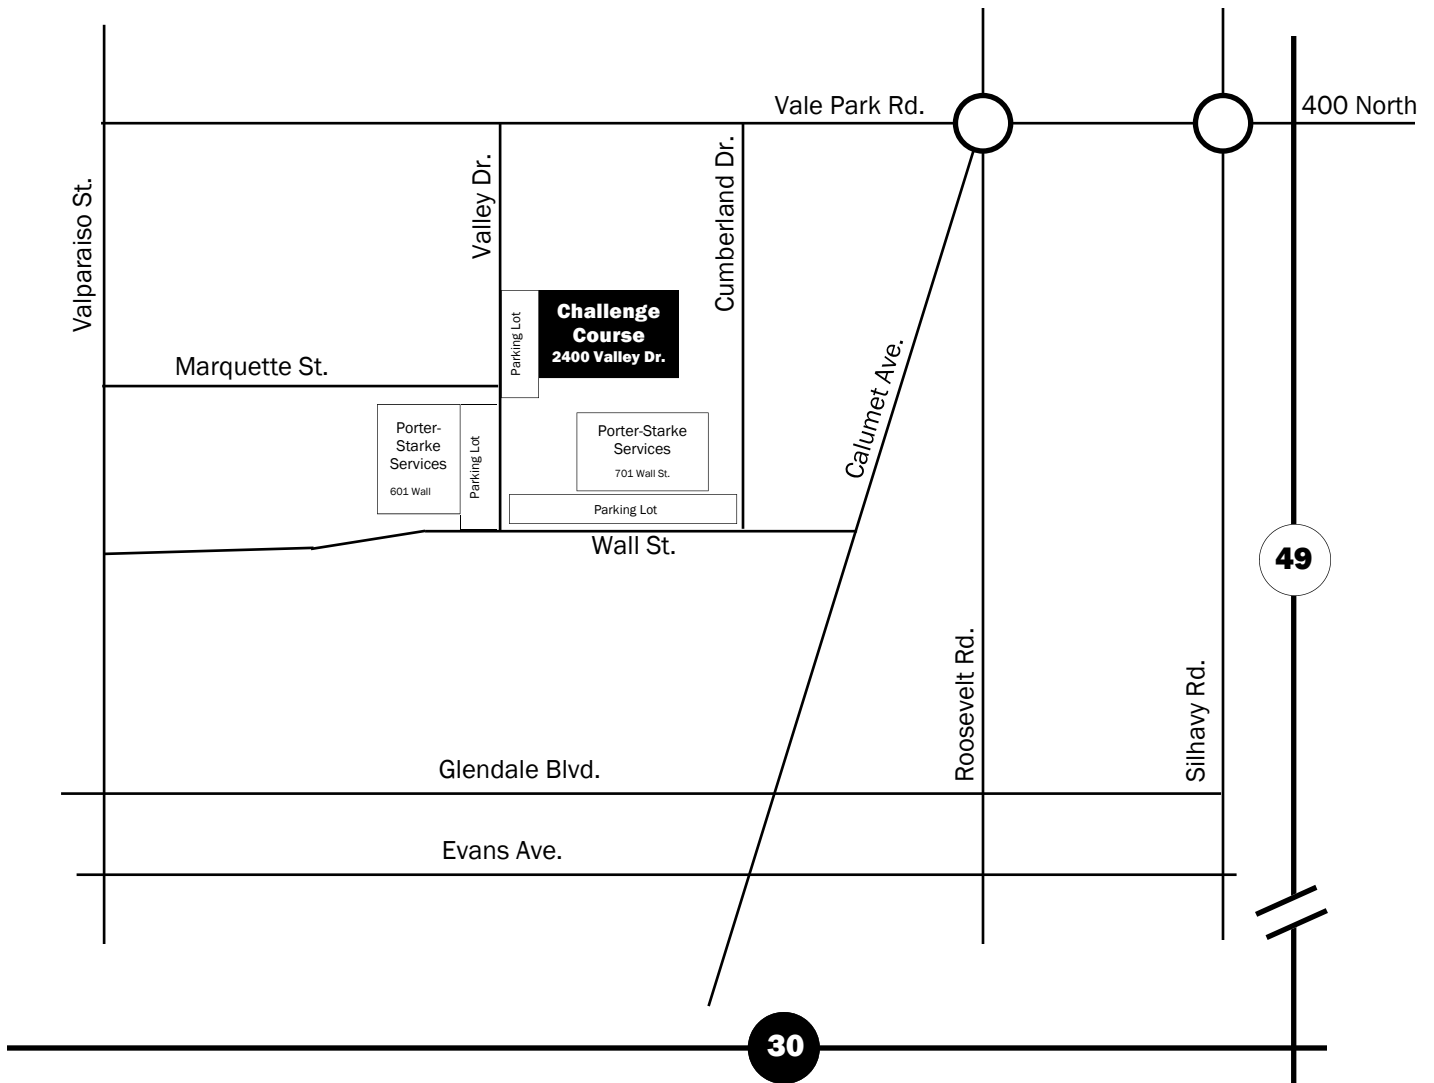 Vale Park Rd.
400 North
Valparaiso St.
Valley Dr.
Cumberland Dr.
Parking Lot
Challenge
Course
2400 Valley Dr.
Marquette St.
Calumet Ave.
Porter-
Starke
Services
601 Wall
Parking Lot
Porter-Starke
Services
701 Wall St.
Parking Lot
Wall St.
49
Roosevelt Rd.
Silhavy Rd.
Glendale Blvd.
Evans Ave.
30